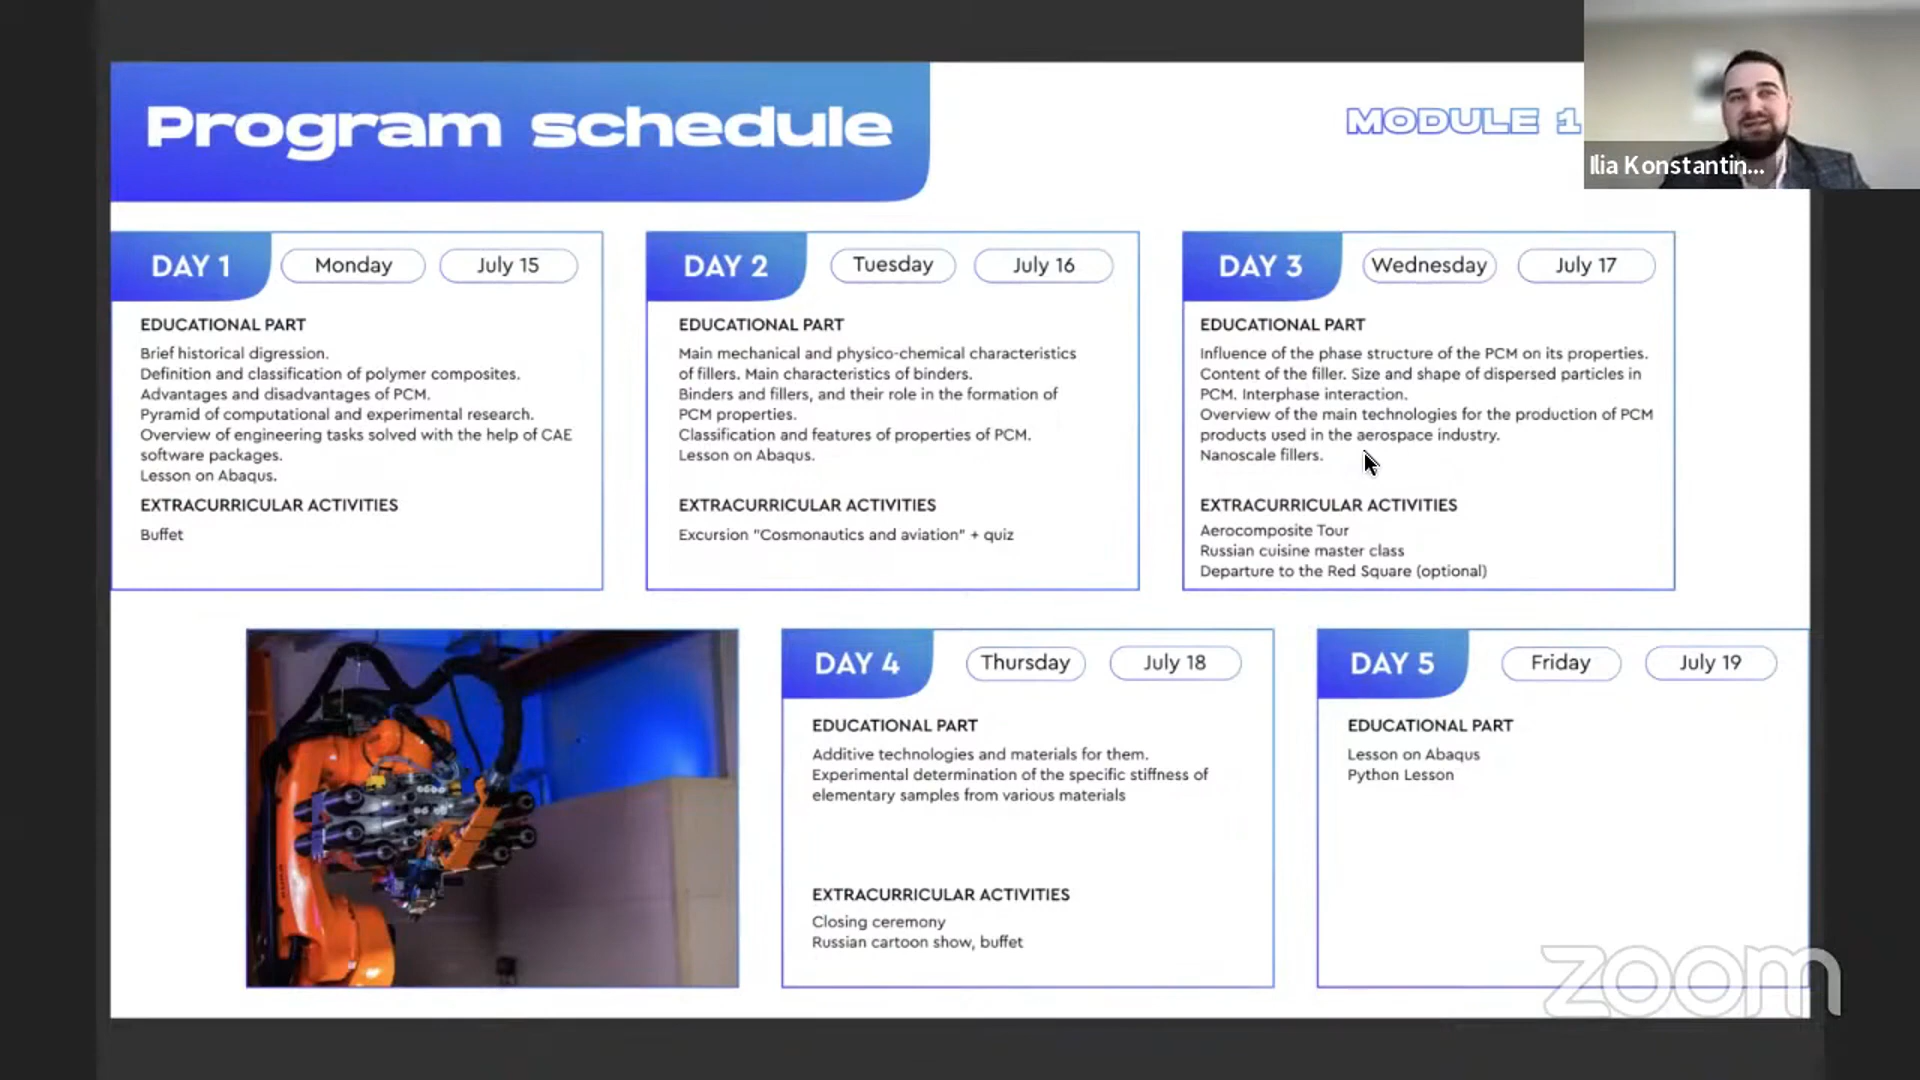 Program schedule
MODULE 1
Ilia Konstantin...
DAY 1
Monday
July 15
EDUCATIONAL PART
Brief historical digression.
Definition and classification of polymer composites.
Advantages and disadvantages of PCM.
Pyramid of computational and experimental research.
Overview of engineering tasks solved with the help of CAE
software packages.
Lesson on Abaqus.
EXTRACURRICULAR ACTIVITIES
Buffet
DAY 2
Tuesday
July 16
EDUCATIONAL PART
Main mechanical and physico-chemical characteristics
of fillers. Main characteristics of binders.
Binders and fillers, and their role in the formation of
PCM properties.
Classification and features of properties of PCM.
Lesson on Abaqus.
EXTRACURRICULAR ACTIVITIES
Excursion "Cosmonautics and aviation" + quiz
DAY 3
Wednesday
July 17
EDUCATIONAL PART
Influence of the phase structure of the PCM on its properties.
Content of the filler. Size and shape of dispersed particles in
PCM. Interphase interaction.
Overview of the main technologies for the production of PCM
products used in the aerospace industry.
Nanoscale fillers.
EXTRACURRICULAR ACTIVITIES
Aerocomposite Tour
Russian cuisine master class
Departure to the Red Square (optional)
DAY 4
Thursday
July 18
EDUCATIONAL PART
Additive technologies and materials for them.
Experimental determination of the specific stiffness of
elementary samples from various materials
EXTRACURRICULAR ACTIVITIES
Closing ceremony
Russian cartoon show, buffet
DAY 5
Friday
July 19
EDUCATIONAL PART
Lesson on Abaqus
Python Lesson
zoom